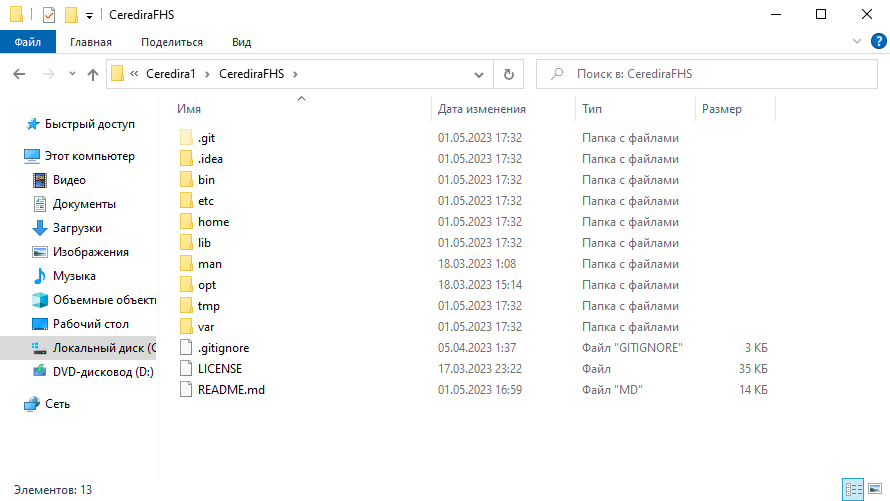 CerediraFHS
Файл Главная Поделиться Вид
Ceredira1 CerediraFHS Поиск в: CerediraFHS
Имя Дата изменения Тип Размер
Быстрый доступ
Этот компьютер
Видео
Документы
Загрузки
Изображения
Музыка
Объемные объекты
Рабочий стол
Локальный диск (C
DVD-дисковод (D:)
Сеть
.git 01.05.2023 17:32 Папка с файлами
.idea 01.05.2023 17:32 Папка с файлами
bin 01.05.2023 17:32 Папка с файлами
etc 01.05.2023 17:32 Папка с файлами
home 01.05.2023 17:32 Папка с файлами
lib 01.05.2023 17:32 Папка с файлами
man 18.03.2023 1:08 Папка с файлами
opt 18.03.2023 15:14 Папка с файлами
tmp 01.05.2023 17:32 Папка с файлами
var 01.05.2023 17:32 Папка с файлами
.gitignore 05.04.2023 1:37 Файл "GITIGNORE" 3 КБ
LICENSE 17.03.2023 23:22 Файл 35 КБ
README.md 01.05.2023 16:59 Файл "MD" 14 КБ
Элементов: 13